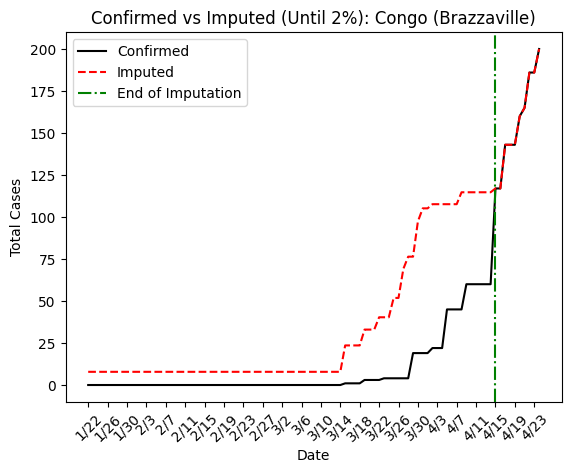 Confirmed vs Imputed (Until 2%): Congo (Brazzaville)
Confirmed
Imputed
End of Imputation
Total Cases
200
175
150
125
100
75
50
25
0
1/22 1/26 1/30 2/3 2/7 2/11 2/15 2/19 2/23 2/27 3/2 3/6 3/10 3/14 3/18 3/22 3/26 3/30 4/3 4/7 4/11 4/15 4/19 4/23
Date